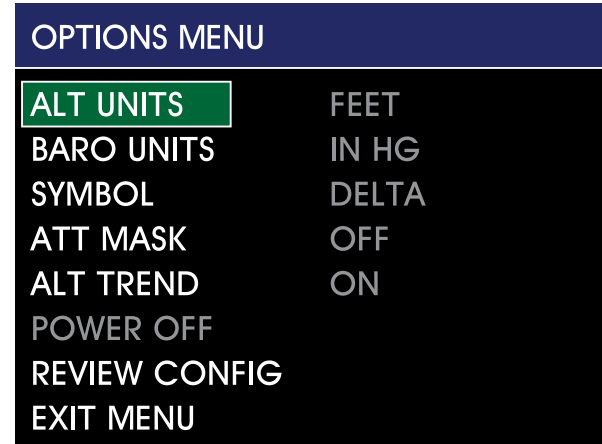 OPTIONS MENU
ALT UNITS FEET
BARO UNITS IN HG
SYMBOL DELTA
ATT MASK OFF
ALT TREND ON
POWER OFF
REVIEW CONFIG
EXIT MENU